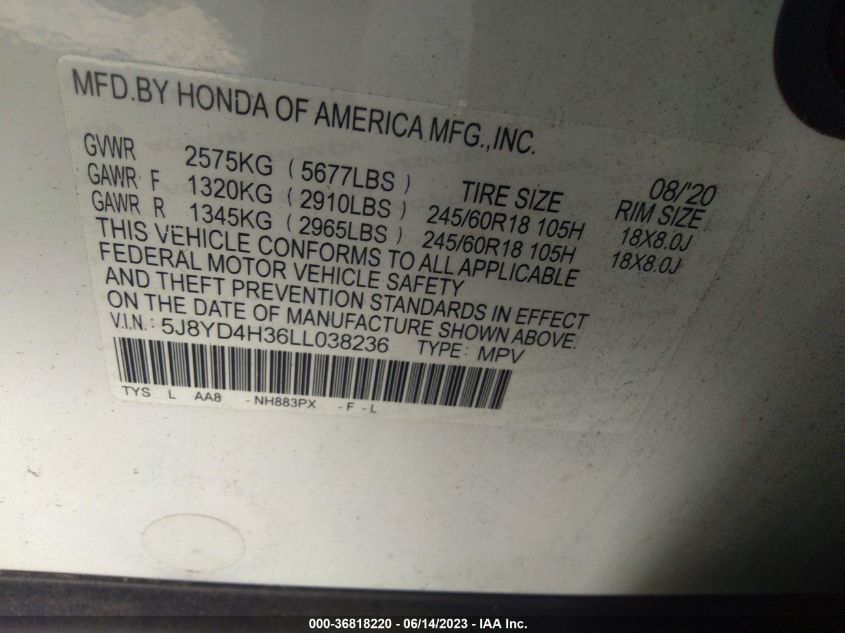 MFD.BY HONDA OF AMERICA MFG.,INC.
08/'20
GVWR 2575KG ( 5677LBS ) TIRE SIZE RIM SIZE
GAWR F 1320KG ( 2910LBS ) 245/60R18 105H 18X8.0J
GAWR R 1345KG ( 2965LBS ) 245/60R18 105H 18X8.0J
THIS VEHICLE CONFORMS TO ALL APPLICABLE
FEDERAL MOTOR VEHICLE SAFETY
AND THEFT PREVENTION STANDARDS IN EFFECT
ON THE DATE OF MANUFACTURE SHOWN ABOVE.
V.I.N.: 5J8YD4H36LL038236 TYPE: MPV
TYS L AA8 -NH883PX -F -L
000-36818220 - 06/14/2023 - IAA Inc.